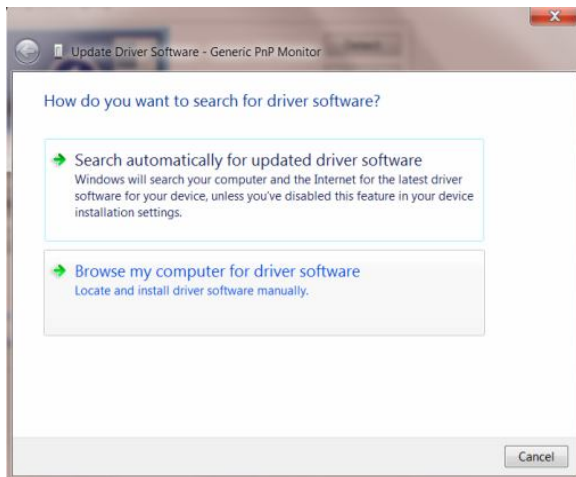 Update Driver Software - Generic PnP Monitor
How do you want to search for driver software?
Search automatically for updated driver software
Windows will search your computer and the Internet for the latest driver
software for your device, unless you've disabled this feature in your device
installation settings.
Browse my computer for driver software
Locate and install driver software manually.
Cancel